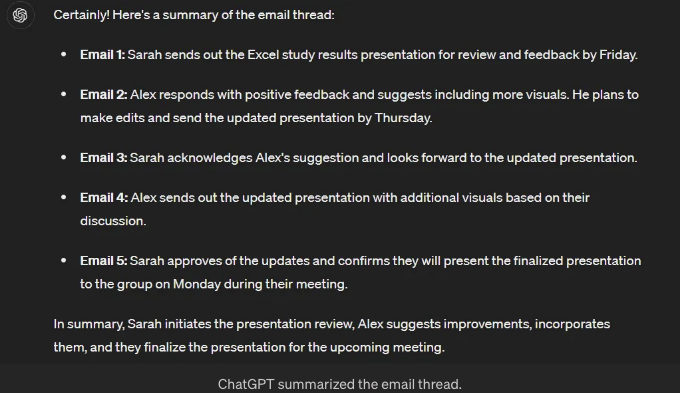 Certainly! Here's a summary of the email thread:
• Email 1: Sarah sends out the Excel study results presentation for review and feedback by Friday.
• Email 2: Alex responds with positive feedback and suggests including more visuals. He plans to
make edits and send the updated presentation by Thursday.
• Email 3: Sarah acknowledges Alex's suggestion and looks forward to the updated presentation.
• Email 4: Alex sends out the updated presentation with additional visuals based on their
discussion.
• Email 5: Sarah approves of the updates and confirms they will present the finalized presentation
to the group on Monday during their meeting.
In summary, Sarah initiates the presentation review, Alex suggests improvements, incorporates
them, and they finalize the presentation for the upcoming meeting.
ChatGPT summarized the email thread.